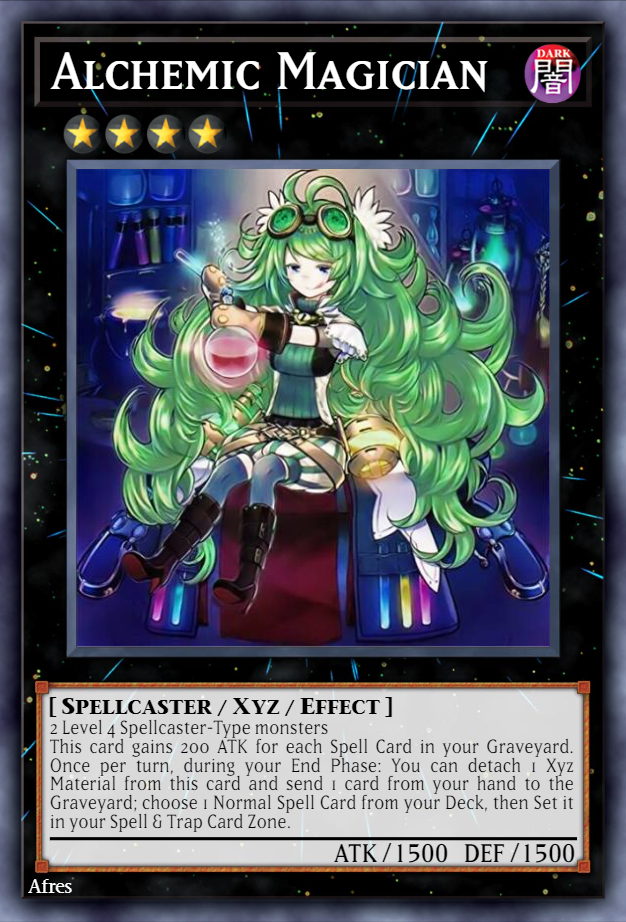 Alchemic Magician
DARK
闇
[ Spellcaster / Xyz / Effect ]
2 Level 4 Spellcaster-Type monsters
This card gains 200 ATK for each Spell Card in your Graveyard.
Once per turn, during your End Phase: You can detach 1 Xyz
Material from this card and send 1 card from your hand to the
Graveyard; choose 1 Normal Spell Card from your Deck, then Set it
in your Spell & Trap Card Zone.
ATK/1500 DEF/1500
Afres